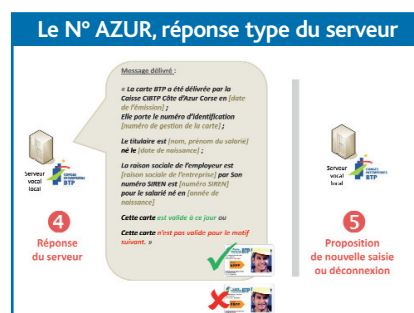 Le N° AZUR, réponse type du serveur
Message délivré :
« La carte BTP a été délivrée par la
Caisse CIBTP Côte d'Azur Corse en [date
de l'émission] ;
Elle porte le numéro d'identification
[numéro de gestion de la carte] ;
Le titulaire est [nom, prénom du salarié]
né le [date de naissance] ;
La raison sociale de l'employeur est
[raison sociale de l'entreprise] par Son
numéro SIREN est [numéro SIREN]
pour le salarié né en [année de
naissance]
Cette carte est valide à ce jour ou
Cette carte n'est pas valide pour le motif
suivant. »
Serveur
vocal
local
BTP
4
Réponse
du serveur
Serveur
vocal
local
BTP
5
Proposition
de nouvelle saisie
ou déconnexion